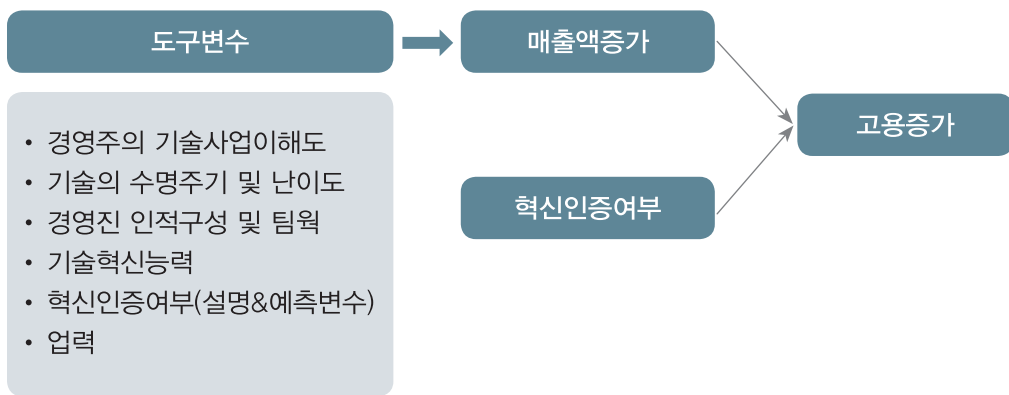 도구변수
매출액증가
고용증가
혁신인증여부
• 경영주의 기술사업이해도
• 기술의 수명주기 및 난이도
• 경영진 인적구성 및 팀웍
• 기술혁신능력
• 혁신인증여부(설명&예측변수)
• 업력